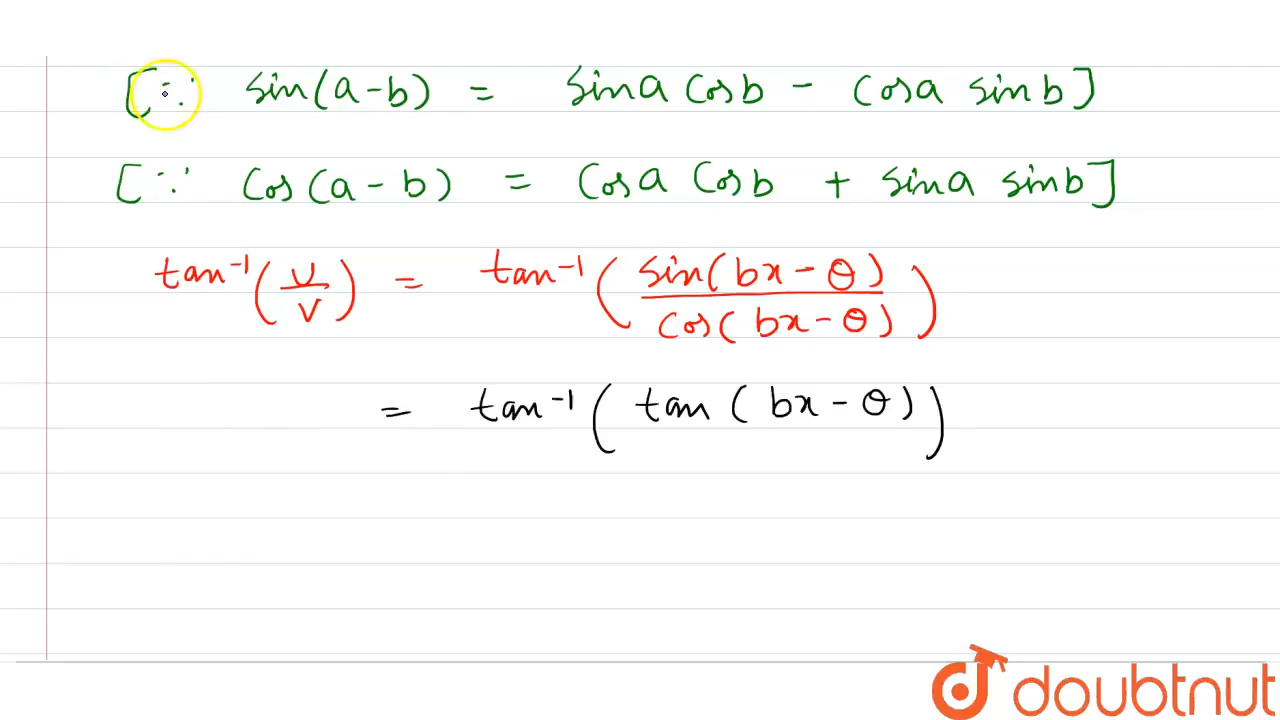 [∵ sin(a-b) = sina cosb - cosa sinb]
[∵ cos(a-b) = cosa cosb + sina sinb]
tan⁻¹(u/v) = tan⁻¹(sin(bx-θ)/cos(bx-θ))
= tan⁻¹(tan(bx-θ))
doubtnut